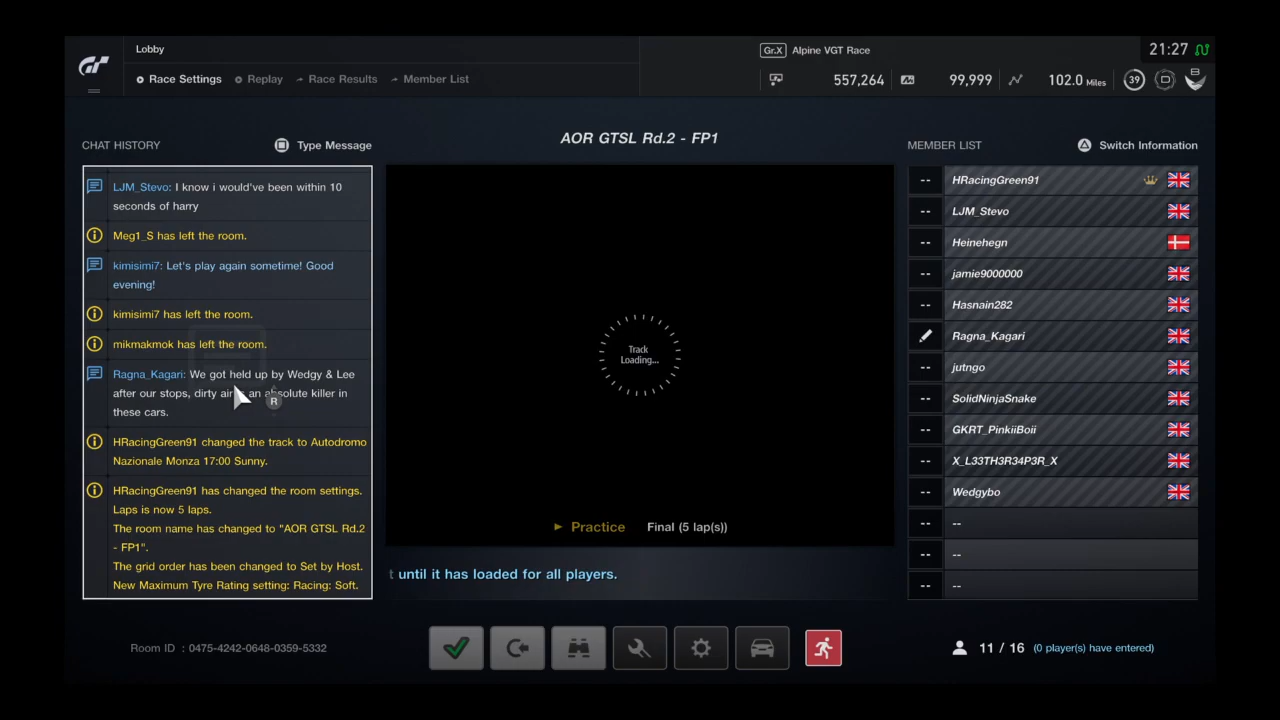 Lobby
Gr.X Alpine VGT Race
21:27
Race Settings Replay Race Results Member List
557,264 99,999 102.0 Miles 39 D B
AOR GTSL Rd.2 - FP1
CHAT HISTORY Type Message
LJM_Stevo: I know i would've been within 10
seconds of harry
Meg1_S has left the room.
kimisimi7: Let's play again sometime! Good
evening!
kimisimi7 has left the room.
mikmakmok has left the room.
Ragna_Kagari: We got held up by Wedgy & Lee
after our stops, dirty air is an absolute killer in
these cars.
R
HRacingGreen91 changed the track to Autodromo
Nazionale Monza 17:00 Sunny.
HRacingGreen91 has changed the room settings.
Laps is now 5 laps.
The room name has changed to "AOR GTSL Rd.2
- FP1".
The grid order has been changed to Set by Host.
New Maximum Tyre Rating setting: Racing: Soft.
Track
Loading...
Practice Final (5 lap(s))
until it has loaded for all players.
MEMBER LIST Switch Information
-- HRacingGreen91
-- LJM_Stevo
-- Heinehegn
-- jamie9000000
-- Hasnain282
Ragna_Kagari
-- jutngo
-- SolidNinjaSnake
-- GKRT_PinkiiBoii
-- X_L33TH3R34P3R_X
-- Wedgybo
-- --
-- --
-- --
Room ID : 0475-4242-0648-0359-5332
11 / 16 (0 player(s) have entered)